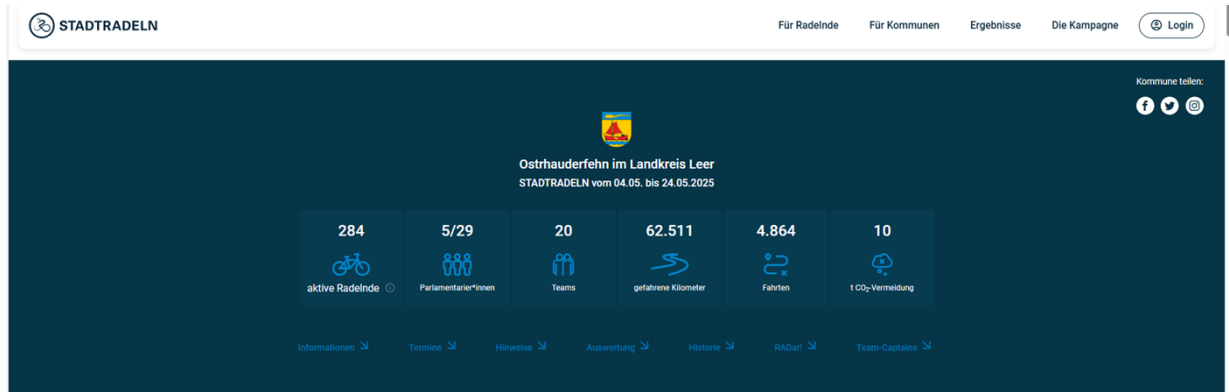 STADTRADELN
Für Radelnde Für Kommunen Ergebnisse Die Kampagne Login
Kommune teilen:
Ostrhauderfehn im Landkreis Leer
STADTRADELN vom 04.05. bis 24.05.2025
284 5/29 20 62.511 4.864 10
aktive Radelnde Parlamentarier*innen Teams gefahrene Kilometer Fahrten t CO₂-Vermeidung
Informationen Termine Hinweise Auswertung Historie RADar! Team-Captains